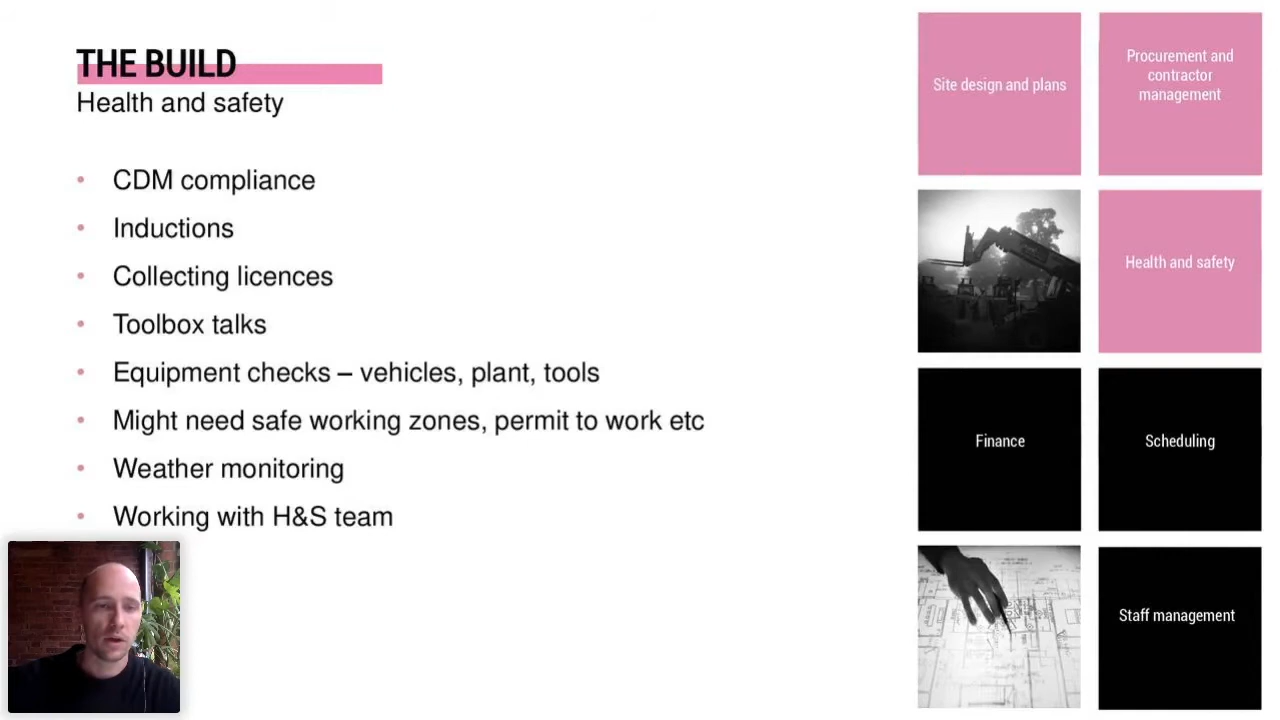 THE BUILD
Health and safety
• CDM compliance
• Inductions
• Collecting licences
• Toolbox talks
• Equipment checks – vehicles, plant, tools
• Might need safe working zones, permit to work etc
• Weather monitoring
• Working with H&S team
Site design and plans
Procurement and
contractor
management
Health and safety
Finance
Scheduling
Staff management